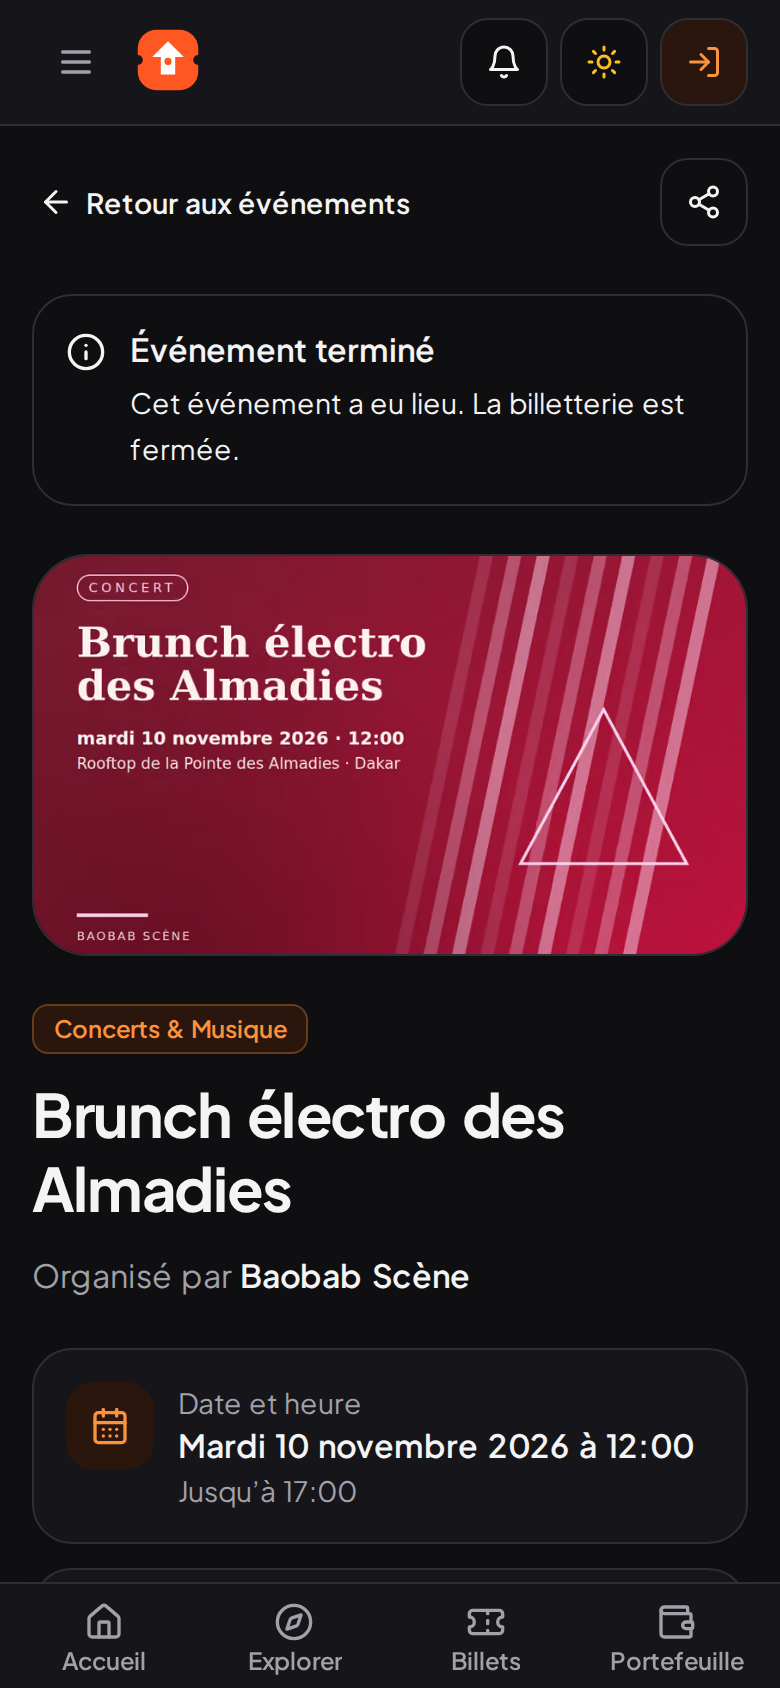 Retour aux événements
Événement terminé
Cet événement a eu lieu. La billetterie est
fermée.
CONCERT
Brunch électro
des Almadies
mardi 10 novembre 2026 · 12:00
Rooftop de la Pointe des Almadies · Dakar
BAOBAB SCÈNE
Concerts & Musique
Brunch électro des
Almadies
Organisé par Baobab Scène
Date et heure
Mardi 10 novembre 2026 à 12:00
Jusqu’à 17:00
Accueil
Explorer
Billets
Portefeuille